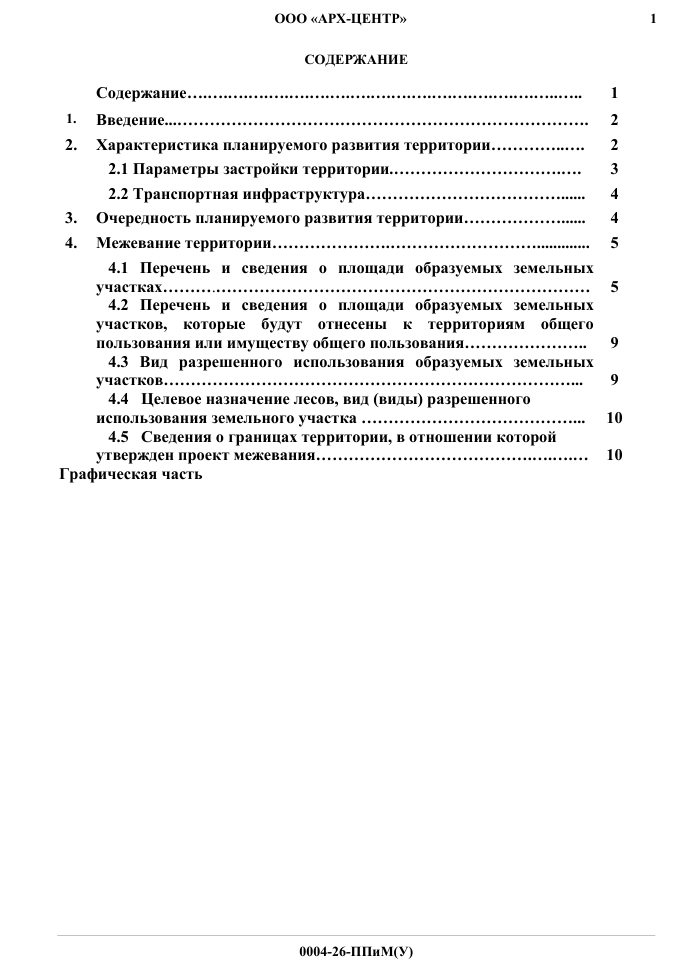 ООО «АРХ-ЦЕНТР» 1
СОДЕРЖАНИЕ
Содержание……………………………………………………….. 1
1. Введение...……………………………………………………. 2
2. Характеристика планируемого развития территории…………..…. 2
2.1 Параметры застройки территории.………………….….…. 3
2.2 Транспортная инфраструктура……………………………...... 4
3. Очередность планируемого развития территории………………...... 4
4. Межевание территории……………………………………............. 5
4.1 Перечень и сведения о площади образуемых земельных
участках……………………………………………………………… 5
4.2 Перечень и сведения о площади образуемых земельных
участков, которые будут отнесены к территориям общего
пользования или имуществу общего пользования………………….. 9
4.3 Вид разрешенного использования образуемых земельных
участков……………………………………………………………... 9
4.4 Целевое назначение лесов, вид (виды) разрешенного
использования земельного участка ………………………………... 10
4.5 Сведения о границах территории, в отношении которой
утвержден проект межевания……………………………….….….… 10
Графическая часть
0004-26-ППиМ(У)